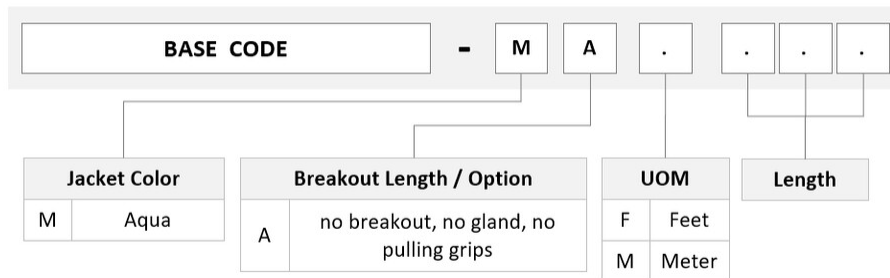 BASE CODE - M A . . . .
Jacket Color
M Aqua
Breakout Length / Option
A no breakout, no gland, no
pulling grips
UOM
F Feet
M Meter
Length